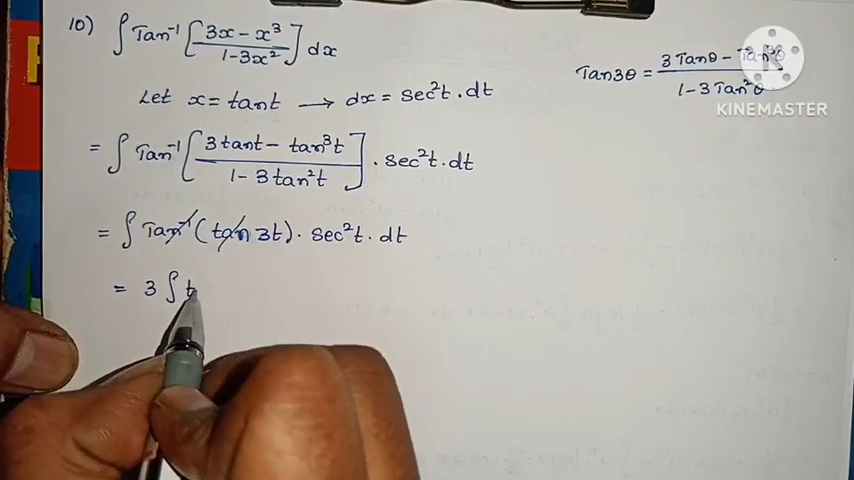 10) ∫ Tan⁻¹ [ (3x - x³) / (1-3x²) ] dx
Tan3θ = (3 Tanθ - Tan³θ) / (1-3 Tan²θ)
KINEMASTER
Let x = tant ⟶ dx = sec²t . dt
= ∫ Tan⁻¹ [ (3 tant - tan³t) / (1- 3 tan²t) ] . sec²t . dt
= ∫ Tan⁻¹ (tan 3t) . sec²t . dt
= 3 ∫ t